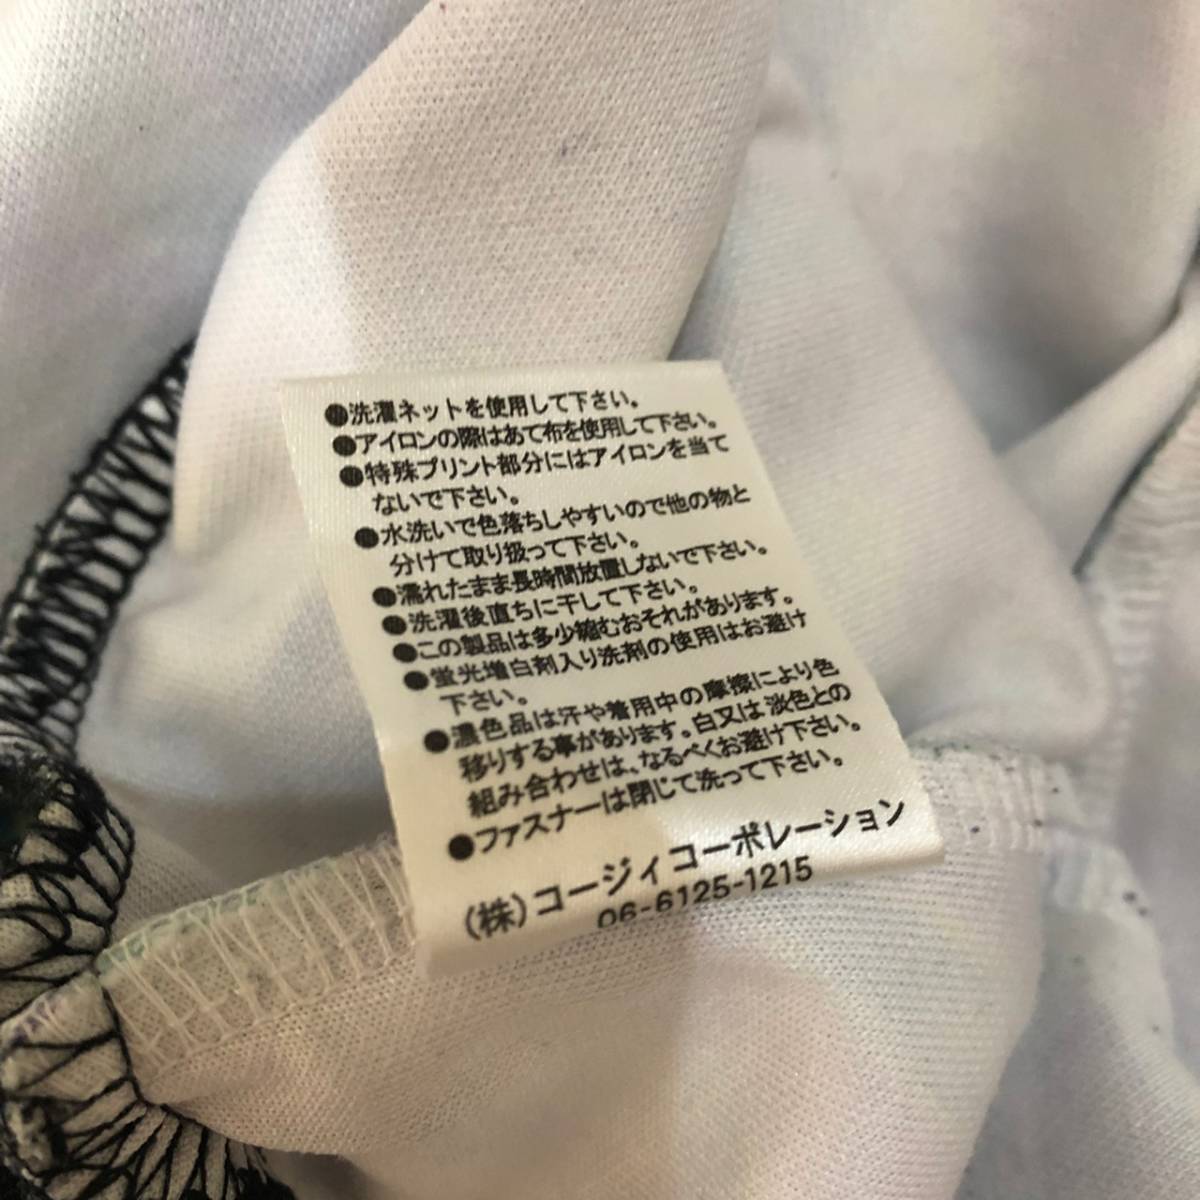 ●洗濯ネットを使用して下さい。
●アイロンの際はあて布を使用して下さい。
●特殊プリント部分にはアイロンを当て
ないで下さい。
●水洗いで色落ちしやすいので他の物と
分けて取り扱って下さい。
●濡れたまま長時間放置しないで下さい。
●洗濯後直ちに干して下さい。
●この製品は多少縮むおそれがあります。
●蛍光増白剤入り洗剤の使用はお避け
下さい。
●濃色品は汗や着用中の摩擦により色
移りする事があります。白又は淡色との
組み合わせは、なるべくお避け下さい。
●ファスナーは閉じて洗って下さい。
(株)コージィコーポレーション
06-6125-1215